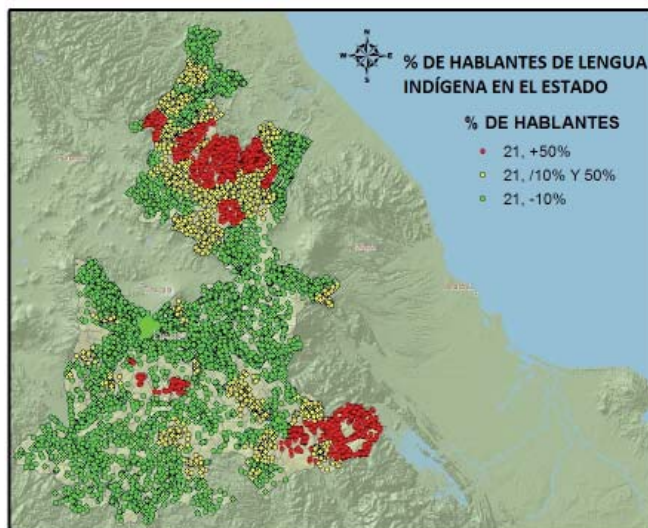 N
W E
S
% DE HABLANTES DE LENGUA
INDÍGENA EN EL ESTADO
% DE HABLANTES
21, +50%
21, /10% Y 50%
21, -10%